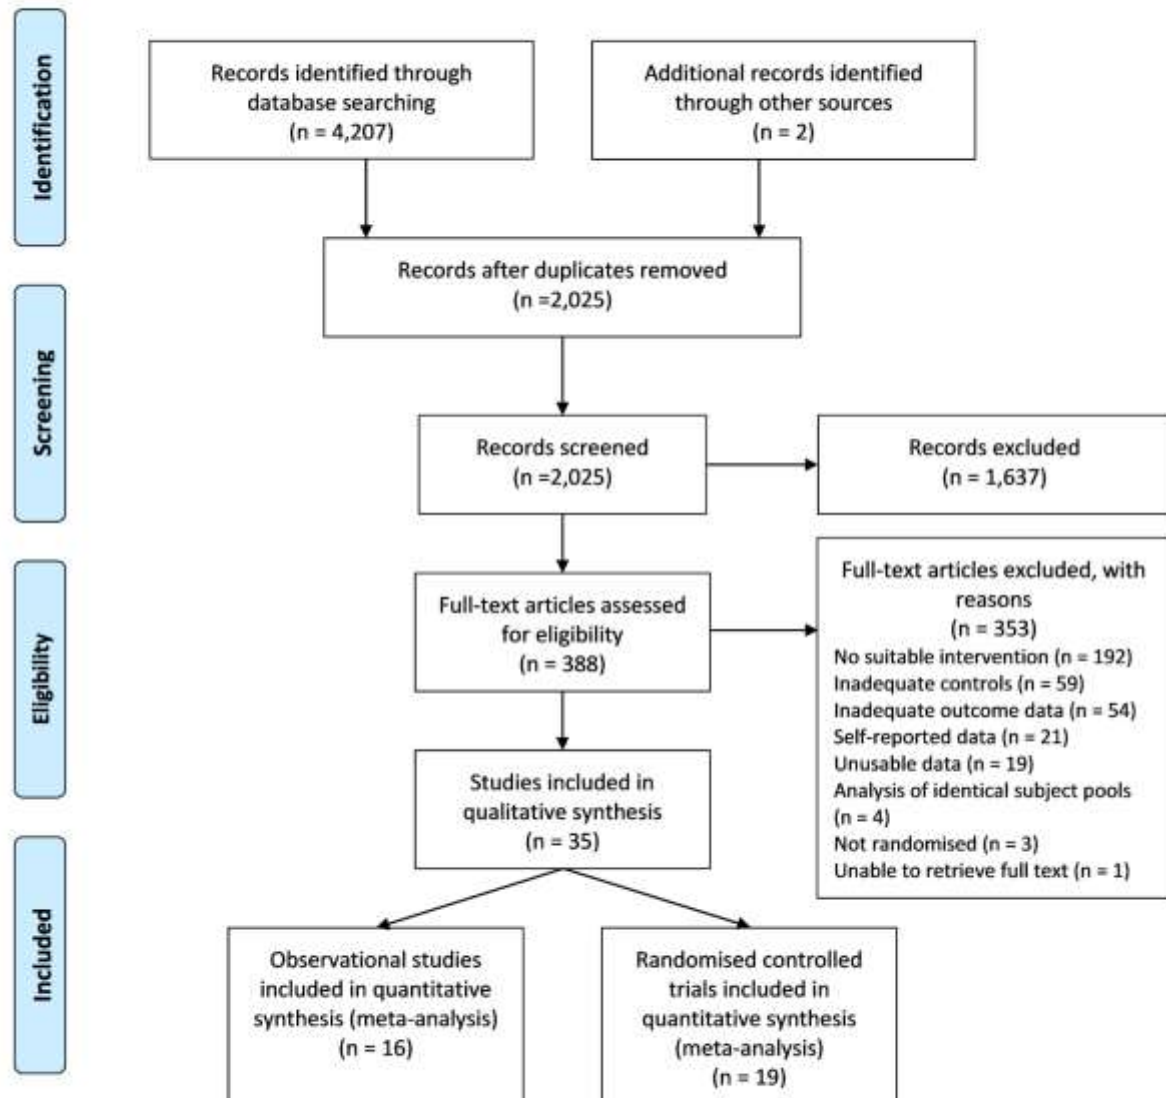 Identification
Records identified through
database searching
(n = 4,207)
Additional records identified
through other sources
(n = 2)
Records after duplicates removed
(n =2,025)
Screening
Records screened
(n =2,025)
Records excluded
(n = 1,637)
Eligibility
Full-text articles assessed
for eligibility
(n = 388)
Full-text articles excluded, with
reasons
(n = 353)
No suitable intervention (n = 192)
Inadequate controls (n = 59)
Inadequate outcome data (n = 54)
Self-reported data (n = 21)
Unusable data (n = 19)
Analysis of identical subject pools
(n = 4)
Not randomised (n = 3)
Unable to retrieve full text (n = 1)
Studies included in
qualitative synthesis
(n = 35)
Included
Observational studies
included in quantitative
synthesis (meta-analysis)
(n = 16)
Randomised controlled
trials included in
quantitative synthesis
(meta-analysis)
(n = 19)